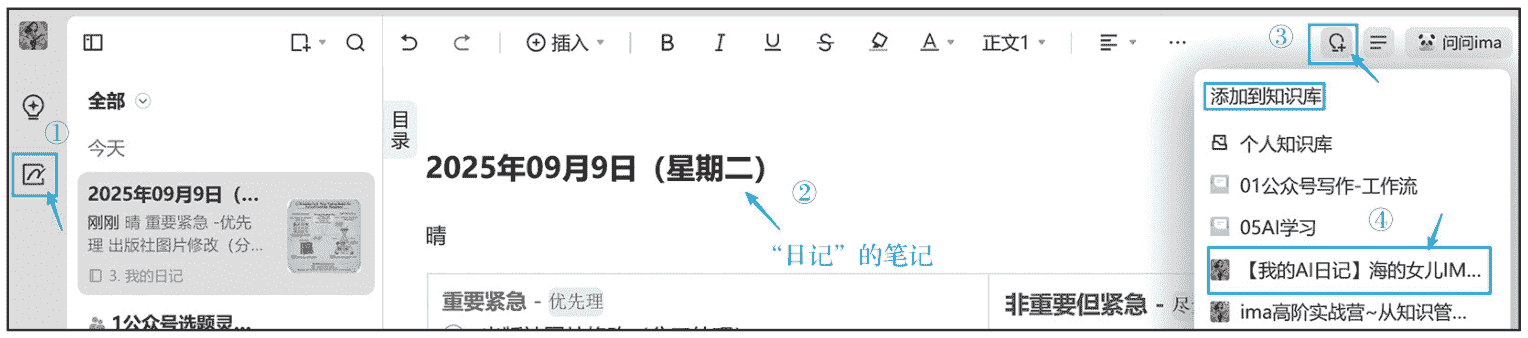 插入
B
I
U
S
A
正文1
...
③
问问ima
全部
①
今天
2025年09月9日（...
刚刚 晴 重要紧急 -优先
理 出版社图片修改（分...
3. 我的日记
1公众号选题灵...
目
录
2025年09月9日（星期二）
②
“日记”的笔记
晴
重要紧急 - 优先理
非重要但紧急 - 尽
添加到知识库
个人知识库
01公众号写作-工作流
05AI学习
④
【我的AI日记】海的女儿IM...
ima高阶实战营~从知识管...